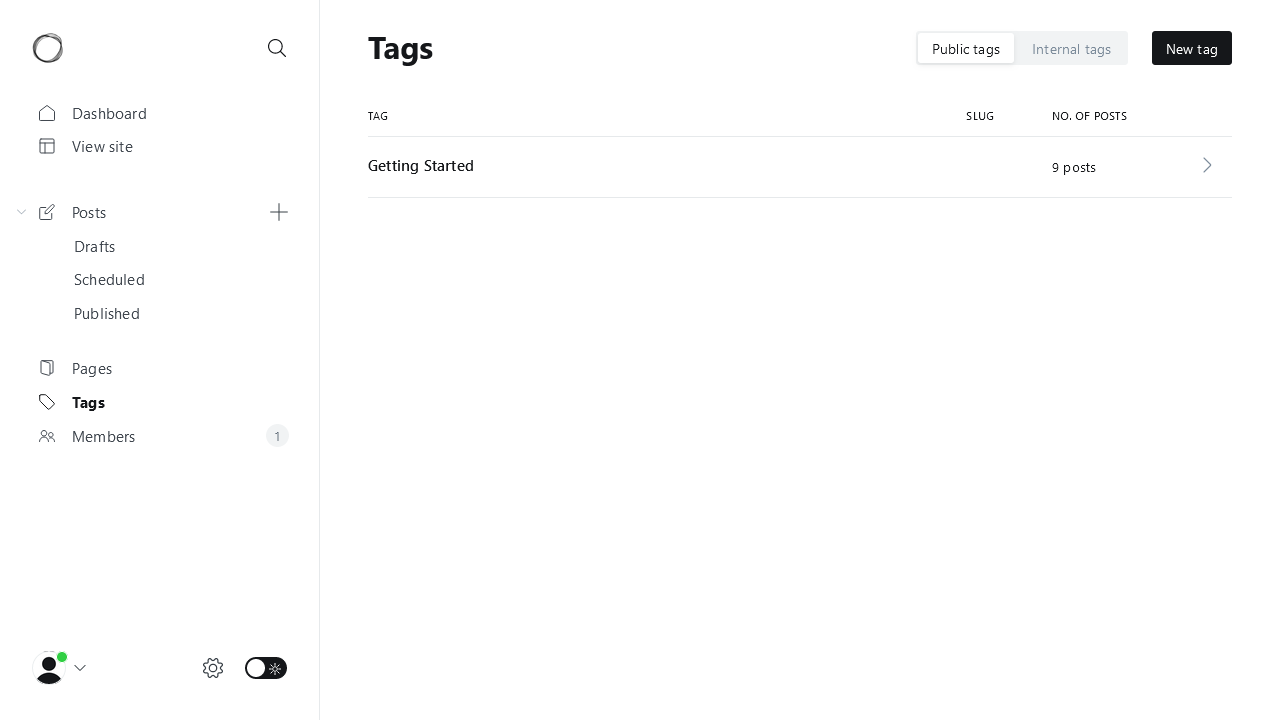 Tags
Public tags
Internal tags
New tag
Dashboard
View site
Posts
Drafts
Scheduled
Published
Pages
Tags
Members
1
TAG
SLUG
NO. OF POSTS
Getting Started
9 posts